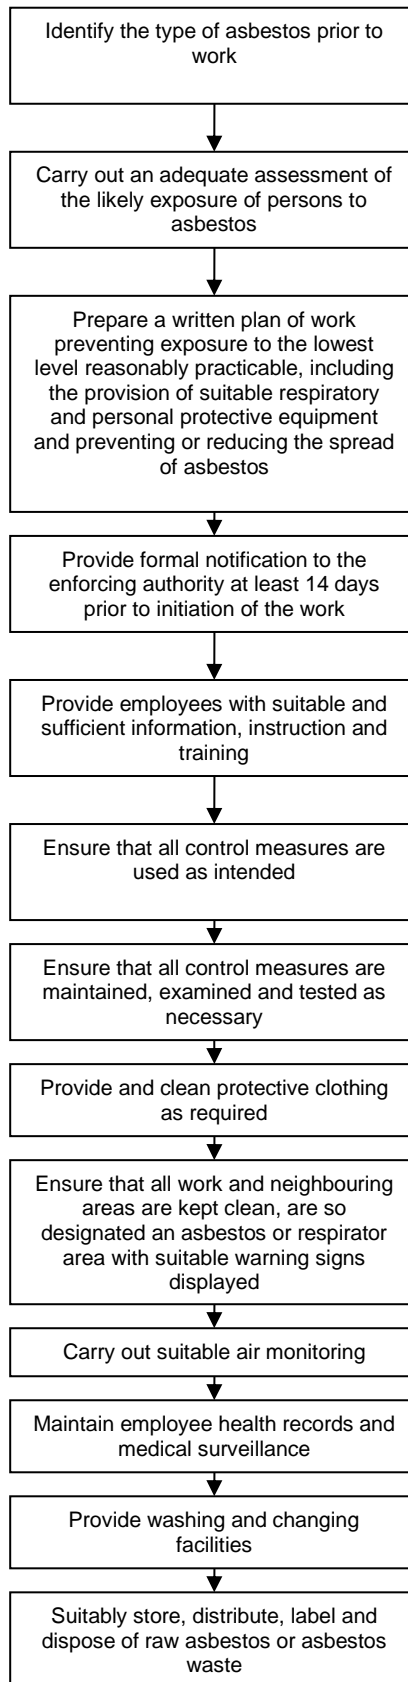 Identify the type of asbestos prior to
work
Carry out an adequate assessment of
the likely exposure of persons to
asbestos
Prepare a written plan of work
preventing exposure to the lowest
level reasonably practicable, including
the provision of suitable respiratory
and personal protective equipment
and preventing or reducing the spread
of asbestos
Provide formal notification to the
enforcing authority at least 14 days
prior to initiation of the work
Provide employees with suitable and
sufficient information, instruction and
training
Ensure that all control measures are
used as intended
Ensure that all control measures are
maintained, examined and tested as
necessary
Provide and clean protective clothing
as required
Ensure that all work and neighbouring
areas are kept clean, are so
designated an asbestos or respirator
area with suitable warning signs
displayed
Carry out suitable air monitoring
Maintain employee health records and
medical surveillance
Provide washing and changing
facilities
Suitably store, distribute, label and
dispose of raw asbestos or asbestos
waste